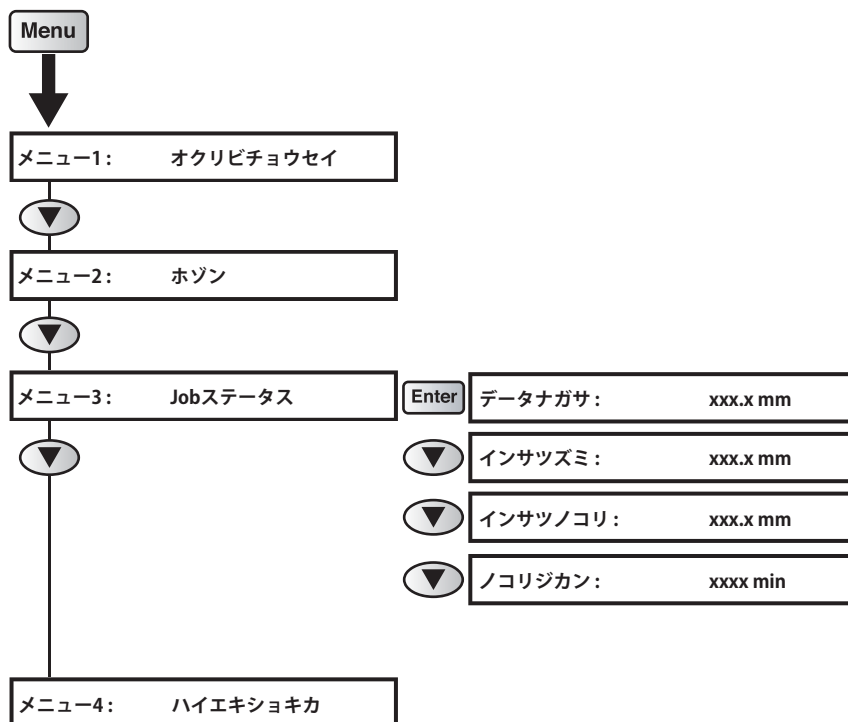 Menu
メニュー1 : オクリビチョウセイ
メニュー2 : ホゾン
メニュー3 : Jobステータス
Enter データナガサ : xxx.x mm
インサツズミ : xxx.x mm
インサツノコリ : xxx.x mm
ノコリジカン : xxxx min
メニュー4 : ハイエキショキカ